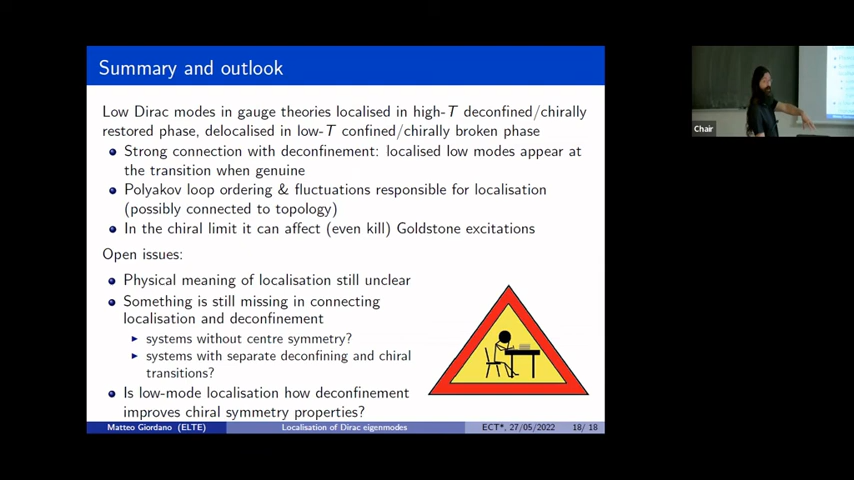 Summary and outlook
Low Dirac modes in gauge theories localised in high-T deconfined/chirally
restored phase, delocalised in low-T confined/chirally broken phase
Strong connection with deconfinement: localised low modes appear at
the transition when genuine
Polyakov loop ordering & fluctuations responsible for localisation
(possibly connected to topology)
In the chiral limit it can affect (even kill) Goldstone excitations
Open issues:
Physical meaning of localisation still unclear
Something is still missing in connecting
localisation and deconfinement
systems without centre symmetry?
systems with separate deconfining and chiral
transitions?
Is low-mode localisation how deconfinement
improves chiral symmetry properties?
Matteo Giordano (ELTE) Localisation of Dirac eigenmodes ECT*, 27/05/2022 18/ 18
Chair